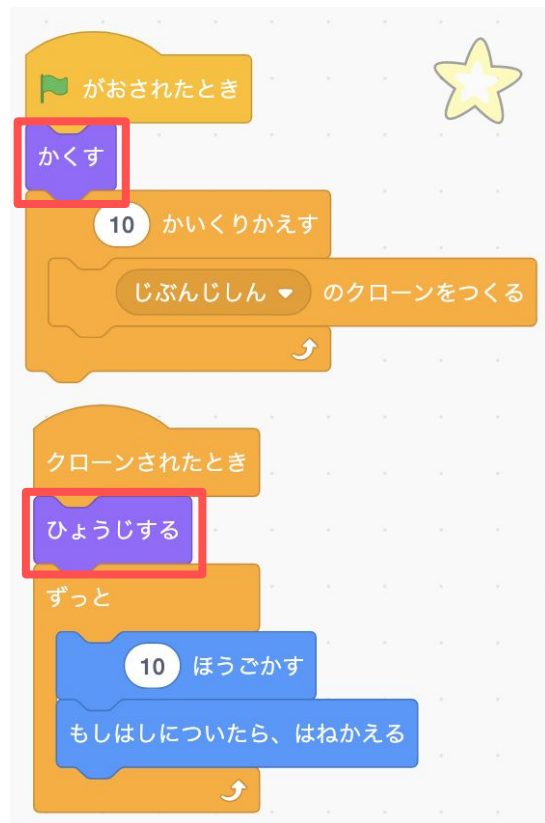 がおされたとき
かくす
10 かいくりかえす
じぶんじしん のクローンをつくる
クローンされたとき
ひょうじする
ずっと
10 ほうごかす
もしはしについたら、はねかえる